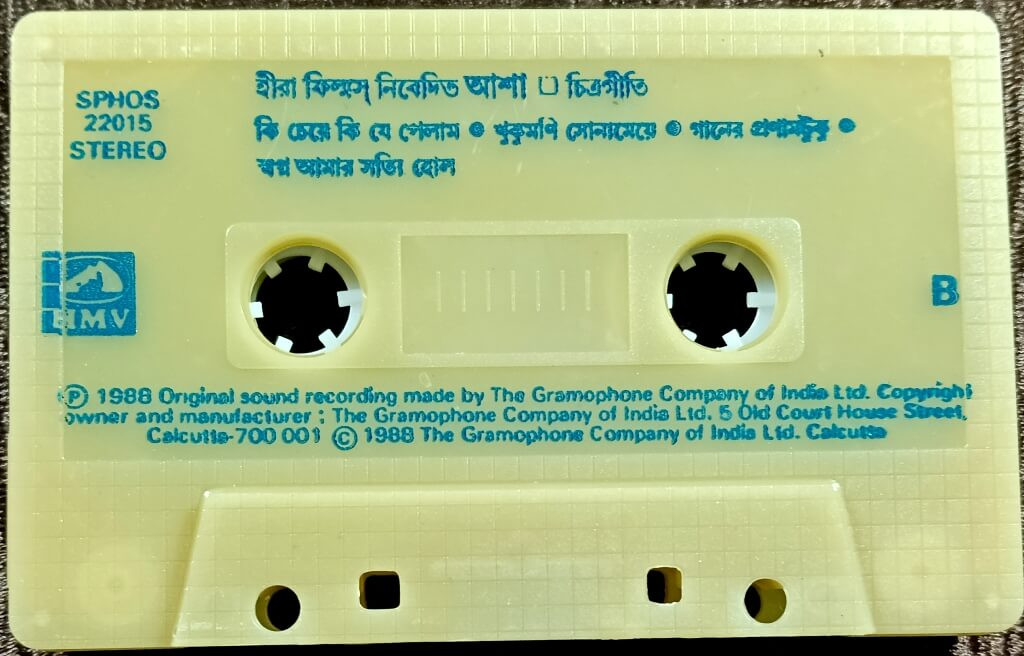 SPHOS
22015
STEREO
হীরা ফিল্মস্ নিবেদিত আশা □ চিত্রগীতি
কি চেয়ে কি যে পেলাম ● খুকুমণি সোনামেয়ে ● গানের প্রণামটুকু ●
স্বপ্ন আমার সত্যি হোল
HMV
B
Ⓟ 1988 Original sound recording made by The Gramophone Company of India Ltd. Copyright
owner and manufacturer : The Gramophone Company of India Ltd. 5 Old Court House Street,
Calcutta-700 001 © 1988 The Gramophone Company of India Ltd. Calcutta